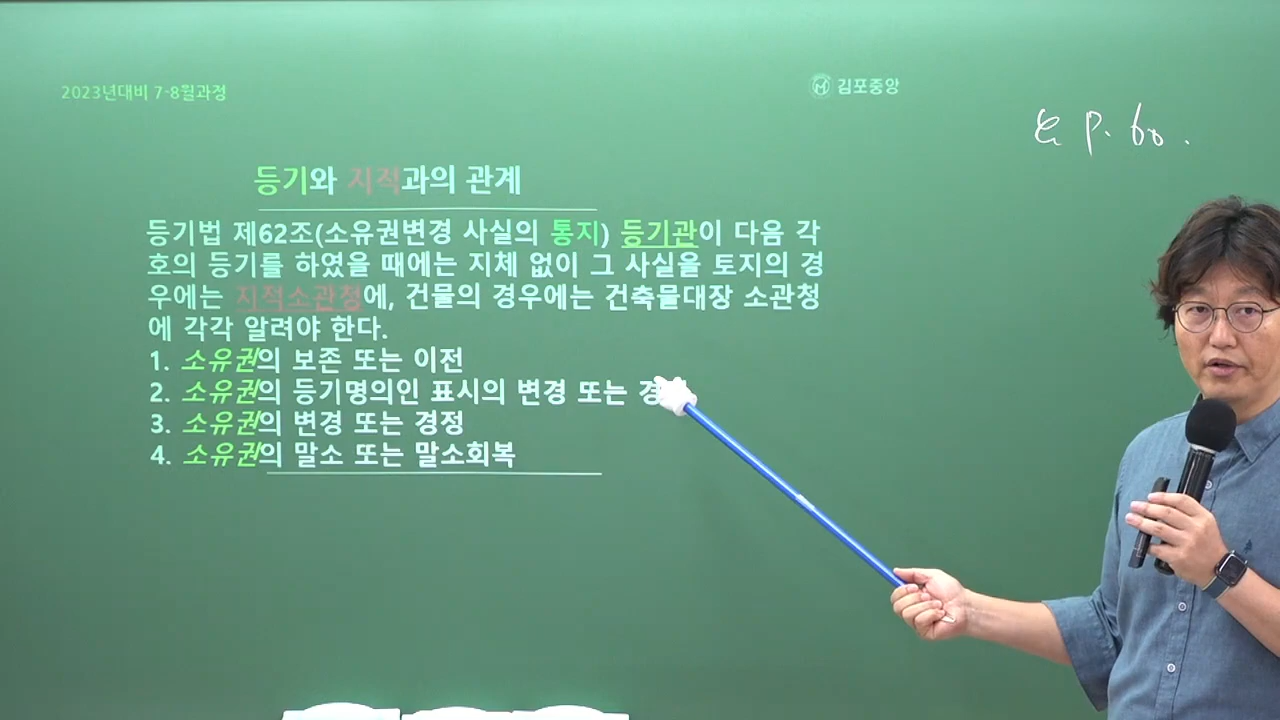 2023년대비 7-8월과정
김포중앙
p. 60.
등기와 지적과의 관계
등기법 제62조(소유권변경 사실의 통지) 등기관이 다음 각
호의 등기를 하였을 때에는 지체 없이 그 사실을 토지의 경
우에는 지적소관청에, 건물의 경우에는 건축물대장 소관청
에 각각 알려야 한다.
1. 소유권의 보존 또는 이전
2. 소유권의 등기명의인 표시의 변경 또는
3. 소유권의 변경 또는 경정
4. 소유권의 말소 또는 말소회복